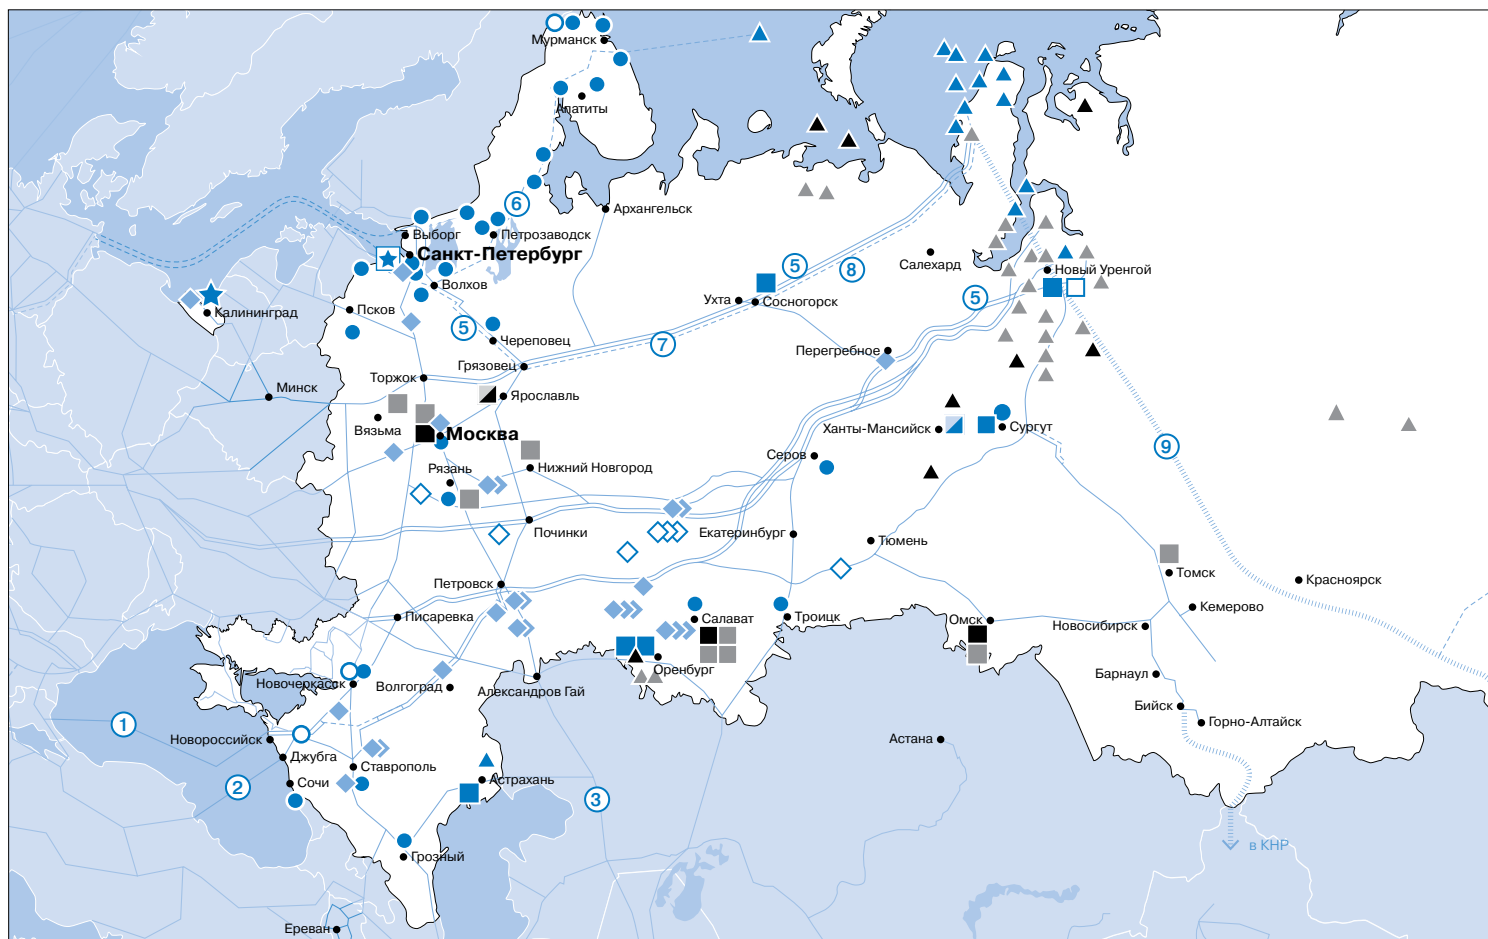 Мурманск
Апатиты
6
Архангельск
Выборг
Петрозаводск
Санкт-Петербург
5
8
Салехард
Новый Уренгой
Волхов
5
Ухта
Сосногорск
Калининград
Псков
5
Череповец
7
Перегребное
Грязовец
Торжок
Минск
Ярославль
Вязьма
Москва
Ханты-Мансийск
Сургут
9
Рязань
Нижний Новгород
Серов
Починки
Екатеринбург
Тюмень
Томск
Красноярск
Петровск
Писаревка
Салават
Троицк
Омск
Новосибирск
Кемерово
Оренбург
Новочеркасск
Волгоград
Александров Гай
Барнаул
Бийск
Горно-Алтайск
1
Новороссийск
Джубга
Астана
Ставрополь
2
Сочи
Астрахань
3
Грозный
в КНР
Ереван